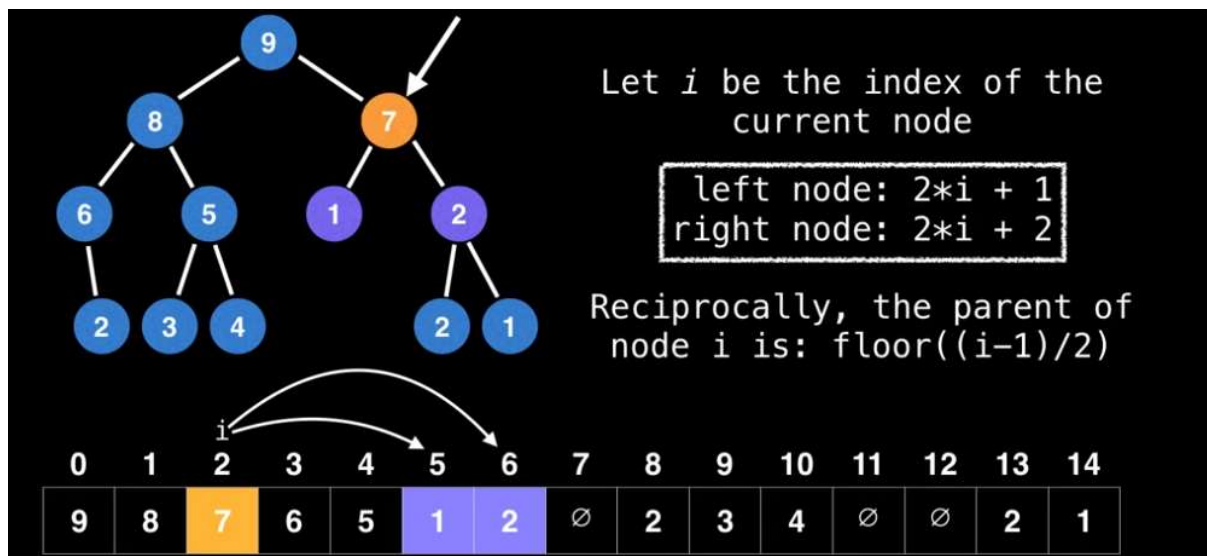 9
8 7
6 5 1 2
2 3 4 2 1
Let i be the index of the
current node
left node: 2*i + 1
right node: 2*i + 2
Reciprocally, the parent of
node i is: floor((i-1)/2)
i
0 1 2 3 4 5 6 7 8 9 10 11 12 13 14
9 8 7 6 5 1 2 ∅ 2 3 4 ∅ ∅ 2 1